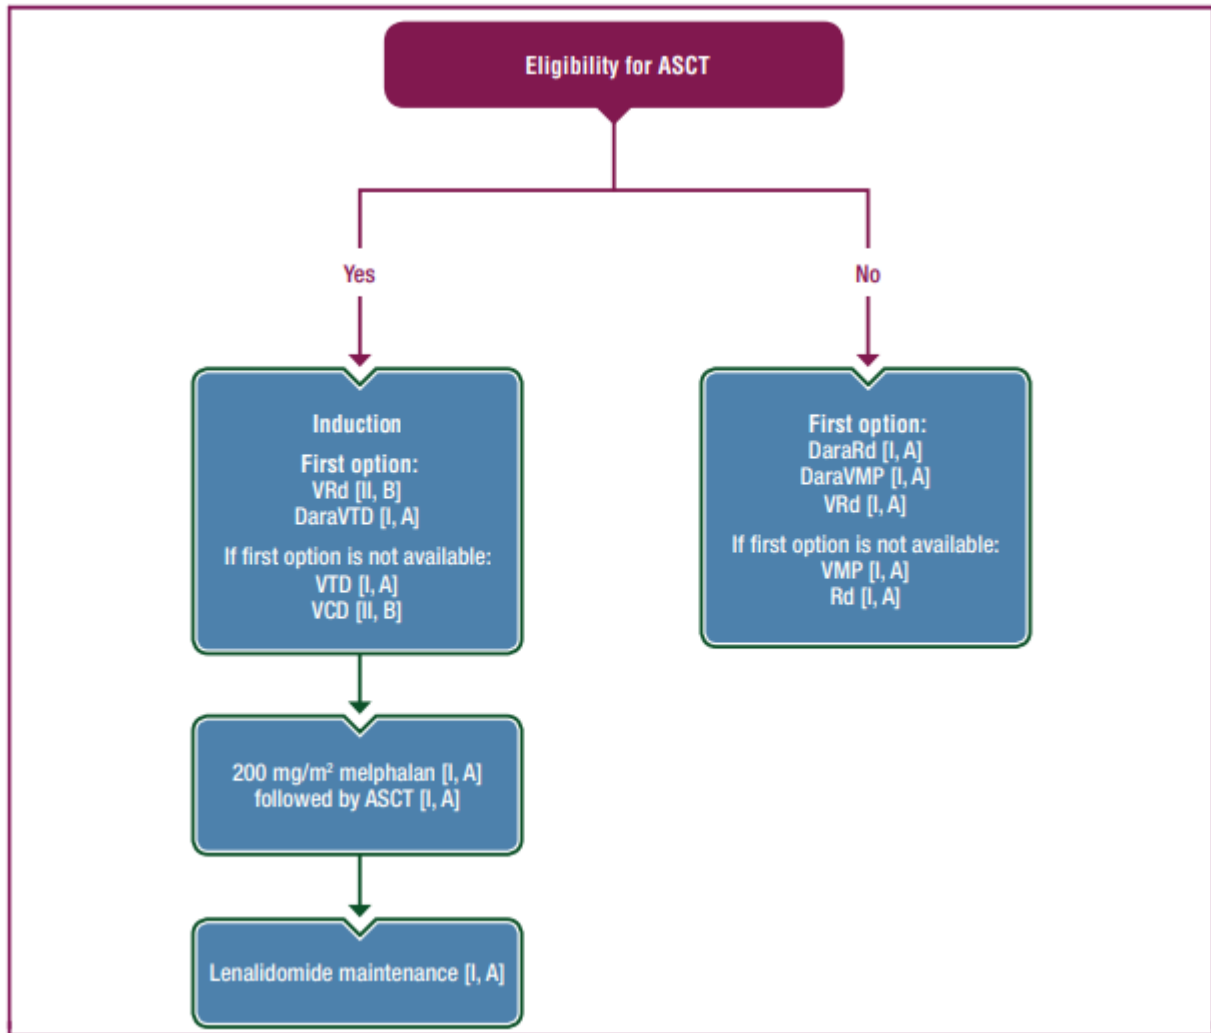 Eligibility for ASCT
Yes
No
Induction
First option:
VRd [II, B]
DaraVTD [I, A]
If first option is not available:
VTD [I, A]
VCD [II, B]
First option:
DaraRd [I, A]
DaraVMP [I, A]
VRd [I, A]
If first option is not available:
VMP [I, A]
Rd [I, A]
200 mg/m² melphalan [I, A]
followed by ASCT [I, A]
Lenalidomide maintenance [I, A]